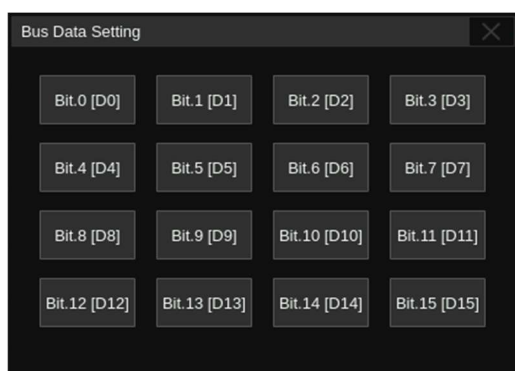 Bus Data Setting
Bit.0 [D0] Bit.1 [D1] Bit.2 [D2] Bit.3 [D3]
Bit.4 [D4] Bit.5 [D5] Bit.6 [D6] Bit.7 [D7]
Bit.8 [D8] Bit.9 [D9] Bit.10 [D10] Bit.11 [D11]
Bit.12 [D12] Bit.13 [D13] Bit.14 [D14] Bit.15 [D15]